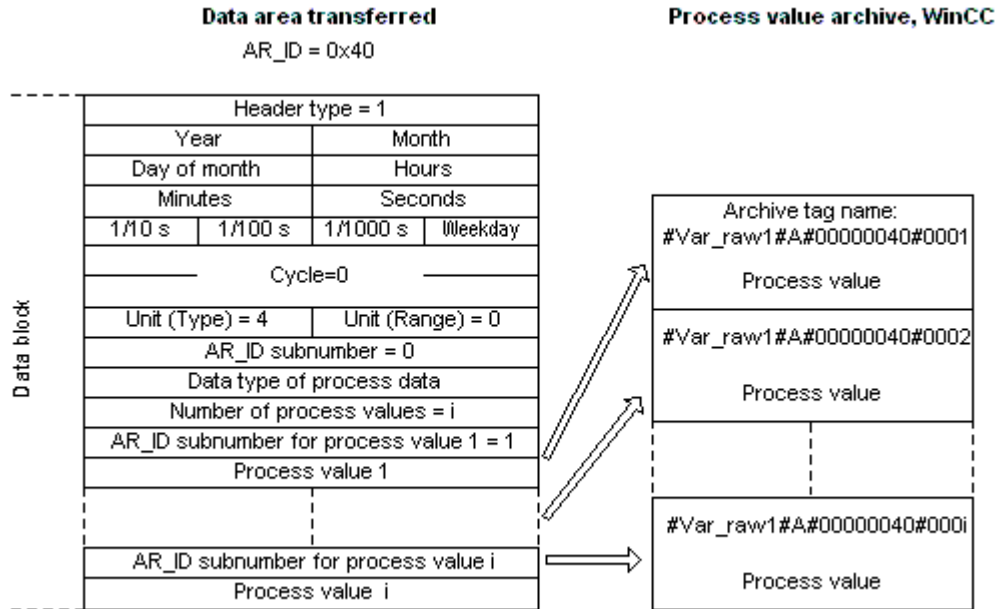 Data area transferred
AR_ID = 0x40
Data block
Header type = 1
Year Month
Day of month Hours
Minutes Seconds
1/10 s 1/100 s 1/1000 s Weekday
Cycle=0
Unit (Type) = 4 Unit (Range) = 0
AR_ID subnumber = 0
Data type of process data
Number of process values = i
AR_ID subnumber for process value 1 = 1
Process value 1
AR_ID subnumber for process value i
Process value i
Process value archive, WinCC
Archive tag name:
#Var_raw1#A#00000040#0001
Process value
#Var_raw1#A#00000040#0002
Process value
#Var_raw1#A#00000040#000i
Process value